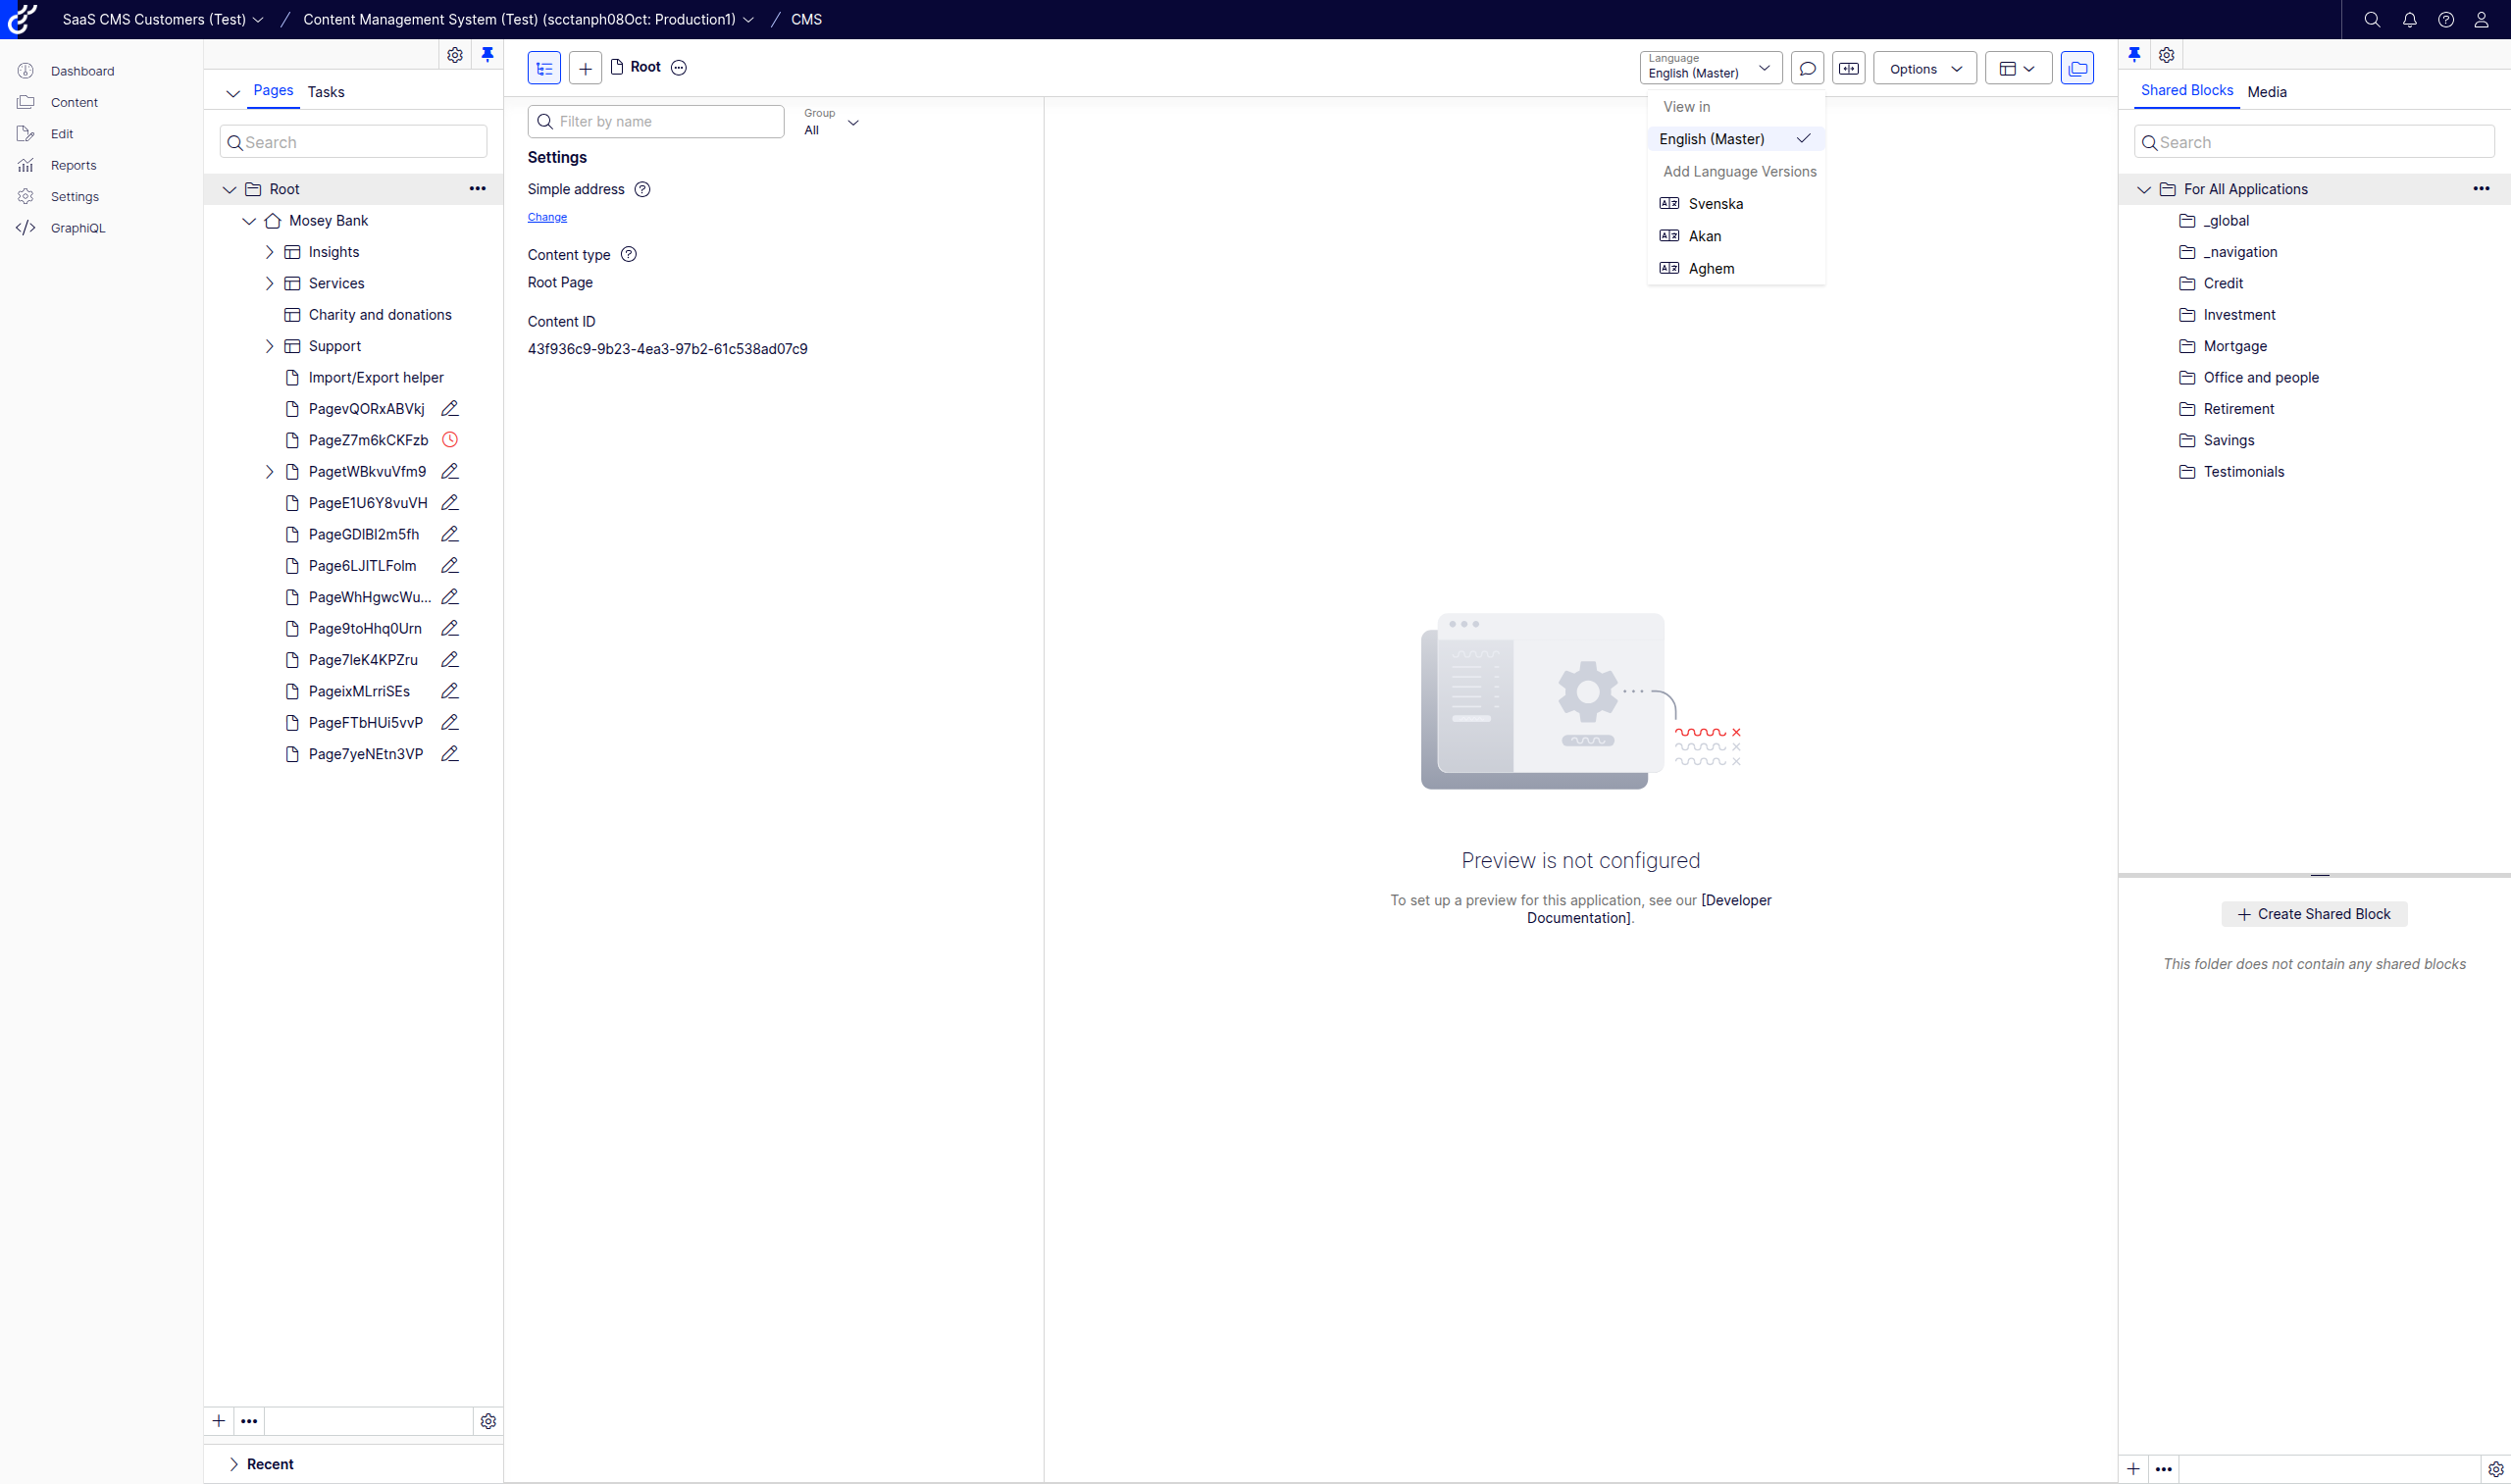 SaaS CMS Customers (Test) / Content Management System (Test) (scctanph08Oct: Production1) / CMS
Dashboard
Content
Edit
Reports
Settings
GraphiQL
Pages Tasks
Search
Root
Mosey Bank
Insights
Services
Charity and donations
Support
Import/Export helper
PagevQORxABVkj
PageZ7m6kCKFzb
PagetWBkvuVfm9
PageE1U6Y8vuVH
PageGDIBI2m5fh
Page6LJITLFolm
PageWhHgwcWu...
Page9toHhq0Urn
Page7IeK4KPZru
PageixMLrriSEs
PageFTbHUi5vvP
Page7yeNEtn3VP
Recent
Root
Language
English (Master)
Options
Filter by name
Group
All
Settings
Simple address
Change
Content type
Root Page
Content ID
43f936c9-9b23-4ea3-97b2-61c538ad07c9
View in
English (Master)
Add Language Versions
Svenska
Akan
Aghem
Preview is not configured
To set up a preview for this application, see our [Developer
Documentation].
Shared Blocks Media
Search
For All Applications
_global
_navigation
Credit
Investment
Mortgage
Office and people
Retirement
Savings
Testimonials
Create Shared Block
This folder does not contain any shared blocks